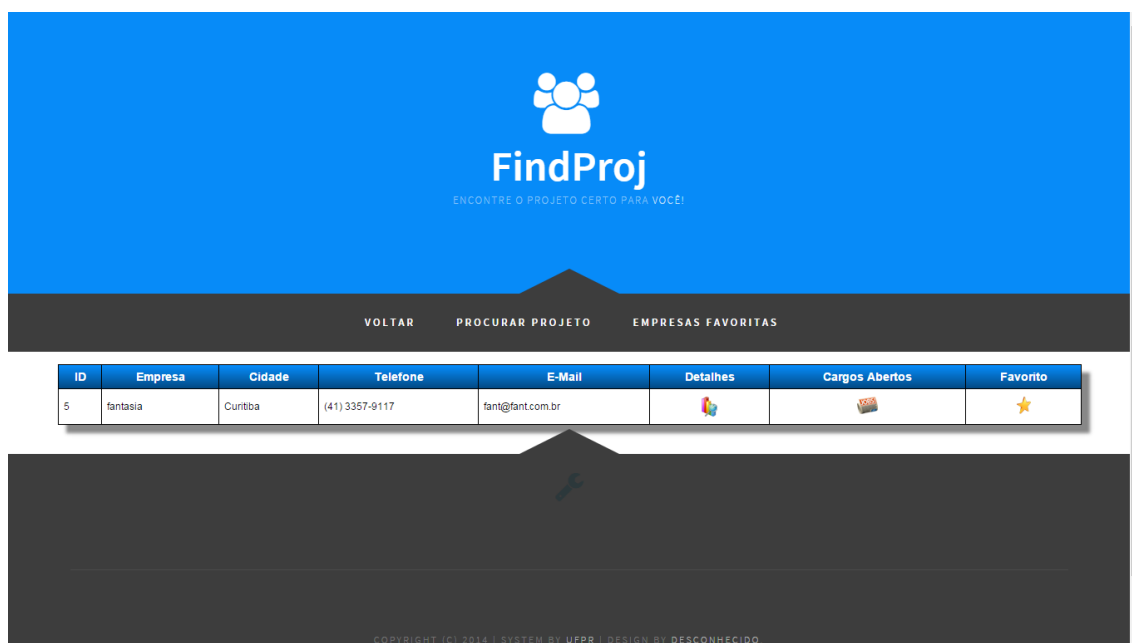 FindProj
ENCONTRE O PROJETO CERTO PARA VOCÊ!
VOLTAR PROCURAR PROJETO EMPRESAS FAVORITAS
ID Empresa Cidade Telefone E-Mail Detalhes Cargos Abertos Favorito
5 fantasia Curitiba (41) 3357-9117 fant@fant.com.br
COPYRIGHT (C) 2014 | SYSTEM BY UFPR | DESIGN BY DESCONHECIDO.